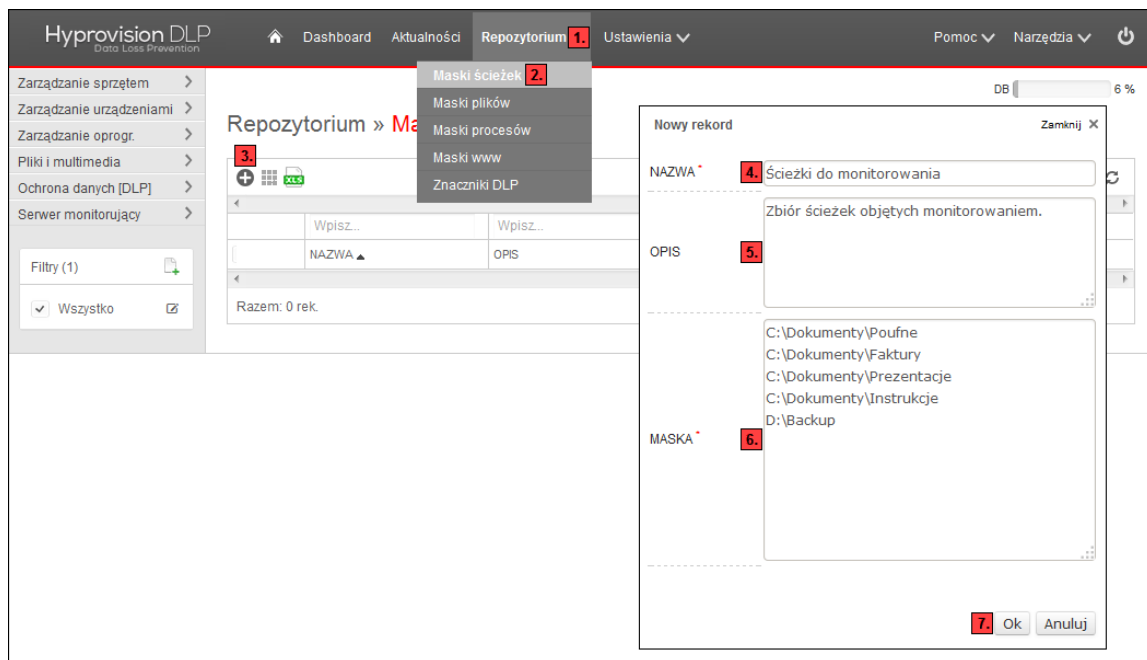 Hyprovision DLP
Data Loss Prevention
Dashboard Aktualności Repozytorium 1. Ustawienia Pomoc Narzędzia
Maski ścieżek 2.
Maski plików
Maski procesów
Maski www
Znaczniki DLP
Zarządzanie sprzętem
Zarządzanie urządzeniami
Zarządzanie oprogr.
Pliki i multimedia
Ochrona danych [DLP]
Serwer monitorujący
Filtry (1)
Wszystko
DB 6 %
Repozytorium » Ma
3.
XLS
Wpisz... Wpisz...
NAZWA OPIS
Razem: 0 rek.
Nowy rekord Zamknij
NAZWA * 4. Ścieżki do monitorowania
OPIS 5. Zbiór ścieżek objętych monitorowaniem.
MASKA * 6.
C:\Dokumenty\Poufne
C:\Dokumenty\Faktury
C:\Dokumenty\Prezentacje
C:\Dokumenty\Instrukcje
D:\Backup
7. Ok Anuluj